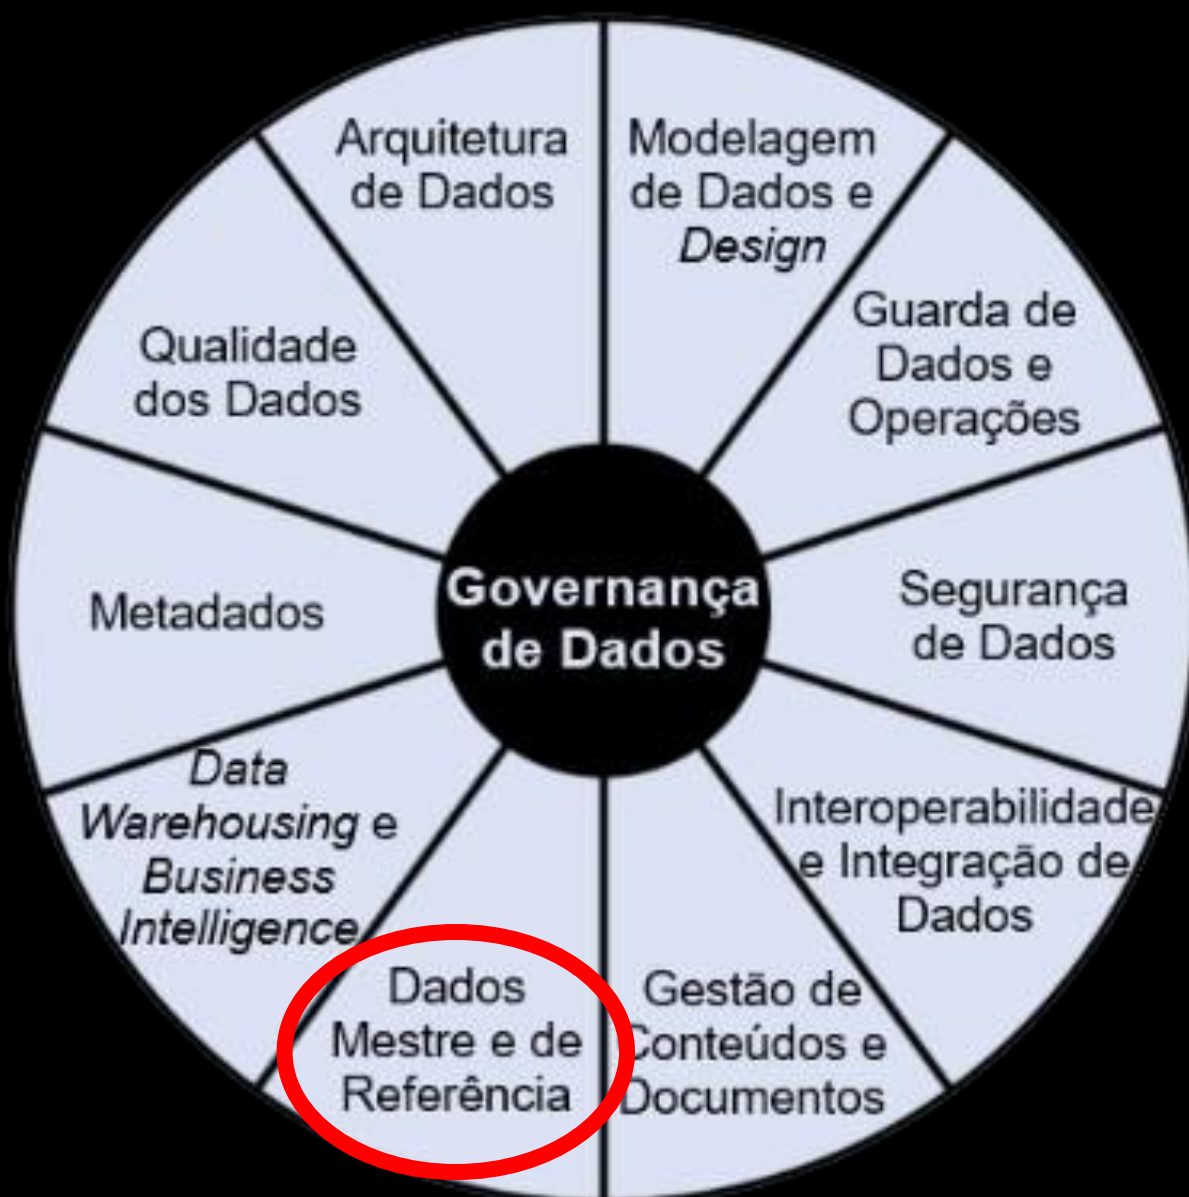 Arquitetura
de Dados
Modelagem
de Dados e
Design
Guarda de
Dados e
Operações
Segurança
de Dados
Interoperabilidade
e Integração de
Dados
Gestão de
Conteúdos e
Documentos
Dados
Mestre e de
Referência
Data
Warehousing e
Business
Intelligence
Metadados
Qualidade
dos Dados
Governança
de Dados